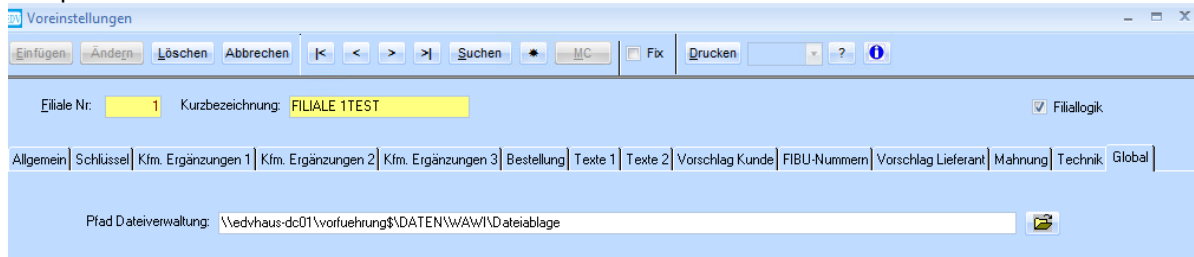 EDV Voreinstellungen
Einfügen Ändern Löschen Abbrechen |< < > >| Suchen * MC Fix Drucken ? i
Filiale Nr: 1 Kurzbezeichnung: FILIALE 1TEST Filiallogik
Allgemein Schlüssel Kfm. Ergänzungen 1 Kfm. Ergänzungen 2 Kfm. Ergänzungen 3 Bestellung Texte 1 Texte 2 Vorschlag Kunde FIBU-Nummern Vorschlag Lieferant Mahnung Technik Global
Pfad Dateiverwaltung: \\edvhaus-dc01\vorfuehrung$\DATEN\WAWI\Dateiablage